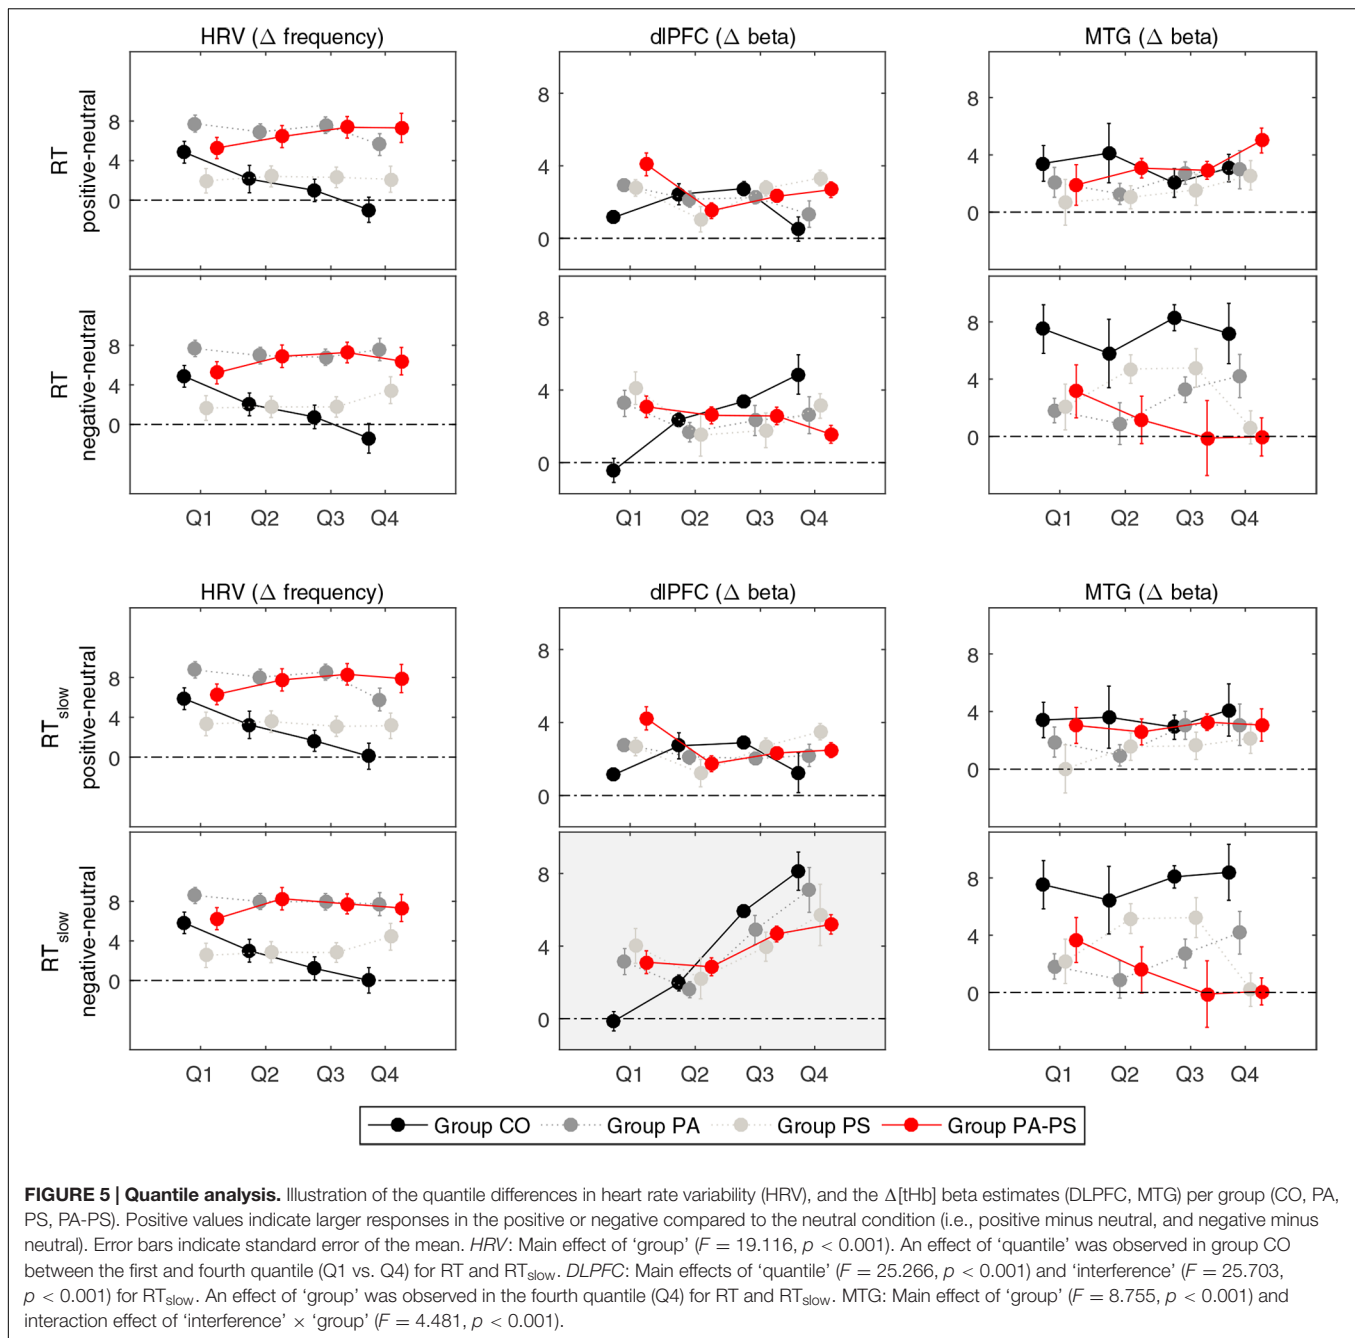 HRV (Δ frequency)
dlPFC (Δ beta)
MTG (Δ beta)
RT
positive-neutral
8
4
0
8
4
0
8
4
0
RT
negative-neutral
8
4
0
8
4
0
8
4
0
Q1 Q2 Q3 Q4
Q1 Q2 Q3 Q4
Q1 Q2 Q3 Q4
HRV (Δ frequency)
dlPFC (Δ beta)
MTG (Δ beta)
RTslow
positive-neutral
8
4
0
8
4
0
8
4
0
RTslow
negative-neutral
8
4
0
8
4
0
8
4
0
Q1 Q2 Q3 Q4
Q1 Q2 Q3 Q4
Q1 Q2 Q3 Q4
Group CO Group PA Group PS Group PA-PS
FIGURE 5 | Quantile analysis. Illustration of the quantile differences in heart rate variability (HRV), and the Δ[tHb] beta estimates (DLPFC, MTG) per group (CO, PA,
PS, PA-PS). Positive values indicate larger responses in the positive or negative compared to the neutral condition (i.e., positive minus neutral, and negative minus
neutral). Error bars indicate standard error of the mean. HRV: Main effect of ‘group’ (F = 19.116, p < 0.001). An effect of ‘quantile’ was observed in group CO
between the first and fourth quantile (Q1 vs. Q4) for RT and RTslow. DLPFC: Main effects of ‘quantile’ (F = 25.266, p < 0.001) and ‘interference’ (F = 25.703,
p < 0.001) for RTslow. An effect of ‘group’ was observed in the fourth quantile (Q4) for RT and RTslow. MTG: Main effect of ‘group’ (F = 8.755, p < 0.001) and
interaction effect of ‘interference’ × ‘group’ (F = 4.481, p < 0.001).